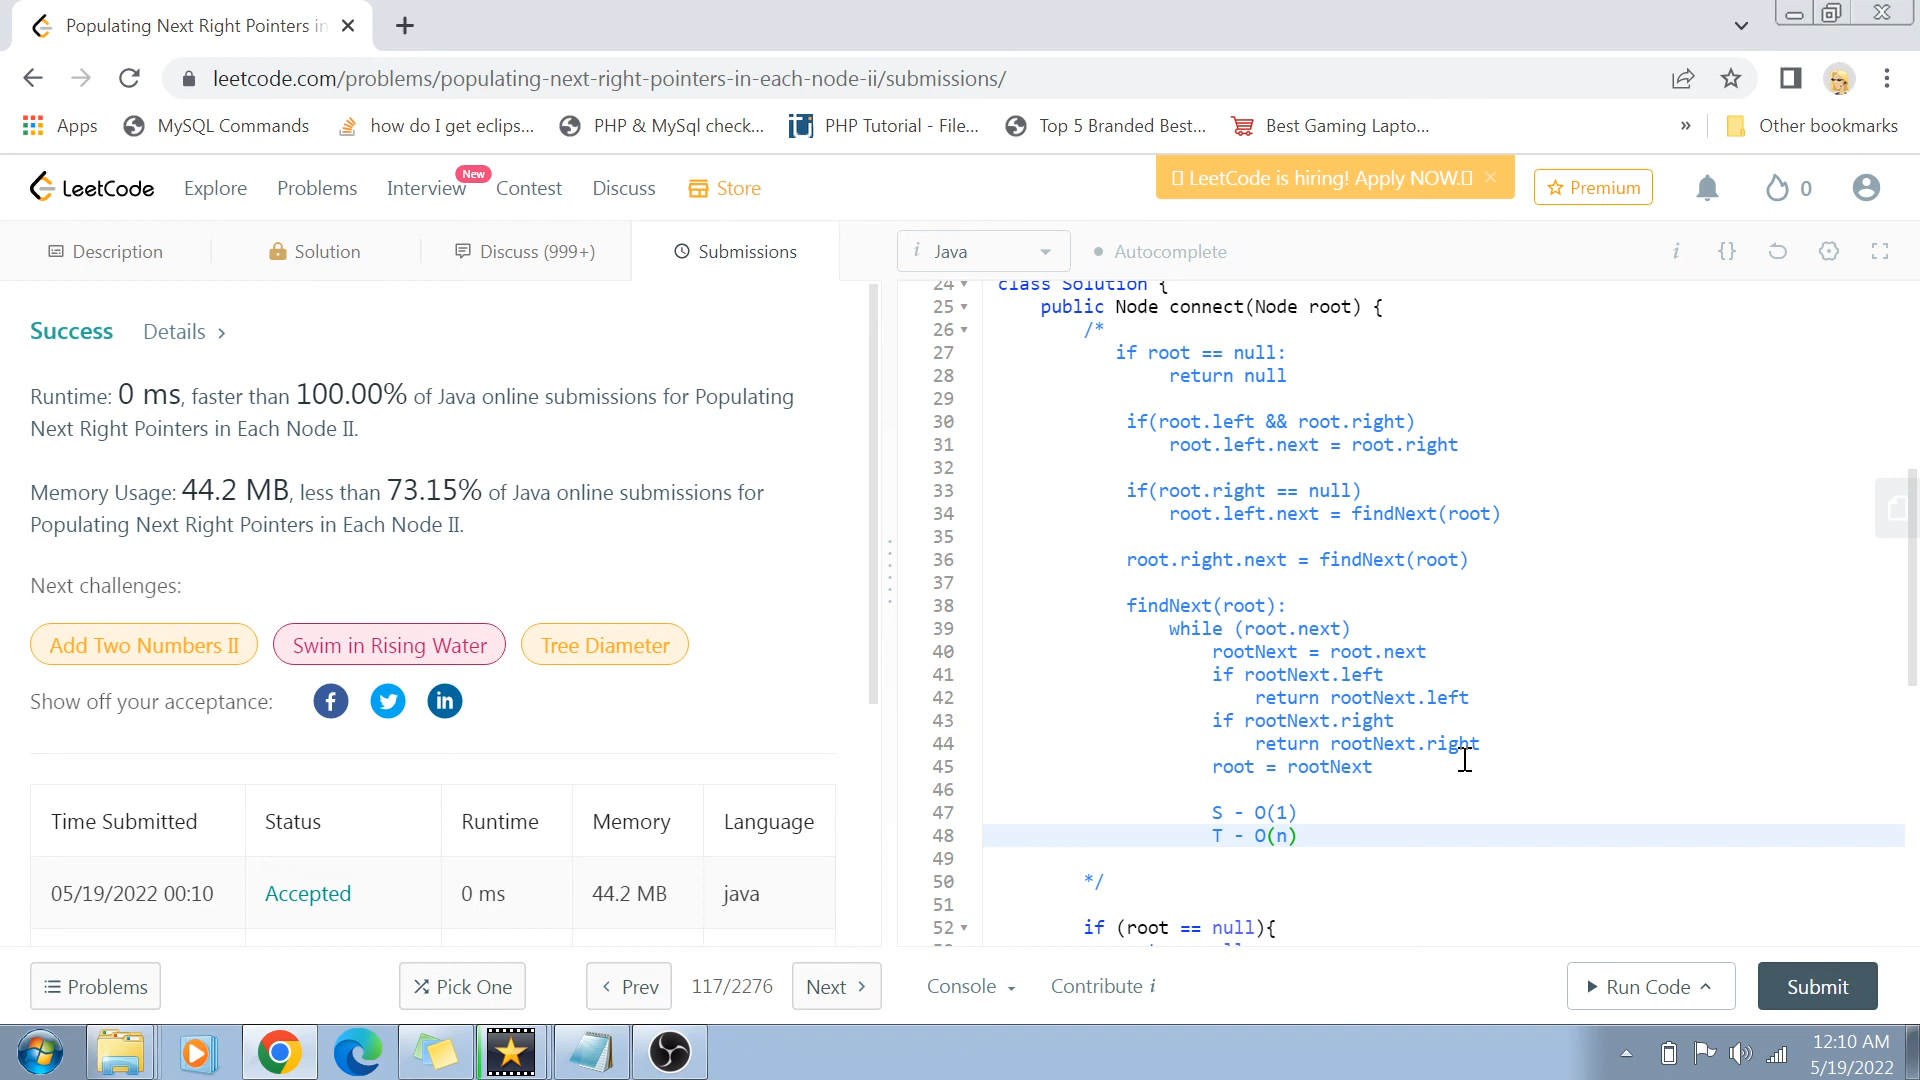 Populating Next Right Pointers in
leetcode.com/problems/populating-next-right-pointers-in-each-node-ii/submissions/
Apps MySQL Commands how do I get eclips... PHP & MySql check... PHP Tutorial - File... Top 5 Branded Best... Best Gaming Lapto... » Other bookmarks
LeetCode Explore Problems Interview New Contest Discuss Store LeetCode is hiring! Apply NOW. Premium 0
Description Solution Discuss (999+) Submissions
i Java Autocomplete
Success Details ›
Runtime: 0 ms, faster than 100.00% of Java online submissions for Populating
Next Right Pointers in Each Node II.
Memory Usage: 44.2 MB, less than 73.15% of Java online submissions for
Populating Next Right Pointers in Each Node II.
Next challenges:
Add Two Numbers II Swim in Rising Water Tree Diameter
Show off your acceptance:
Time Submitted Status Runtime Memory Language
05/19/2022 00:10 Accepted 0 ms 44.2 MB java
24 class Solution {
25 public Node connect(Node root) {
26 /*
27 if root == null:
28 return null
29
30 if(root.left && root.right)
31 root.left.next = root.right
32
33 if(root.right == null)
34 root.left.next = findNext(root)
35
36 root.right.next = findNext(root)
37
38 findNext(root):
39 while (root.next)
40 rootNext = root.next
41 if rootNext.left
42 return rootNext.left
43 if rootNext.right
44 return rootNext.right
45 root = rootNext
46
47 S - O(1)
48 T - O(n)
49
50 */
51
52 if (root == null){
Problems Pick One ‹ Prev 117/2276 Next › Console Contribute i Run Code Submit
12:10 AM
5/19/2022